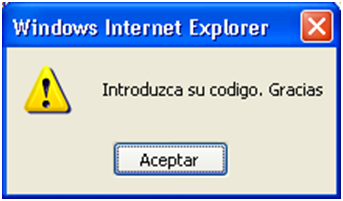 Windows Internet Explorer
Introduzca su codigo. Gracias
Aceptar